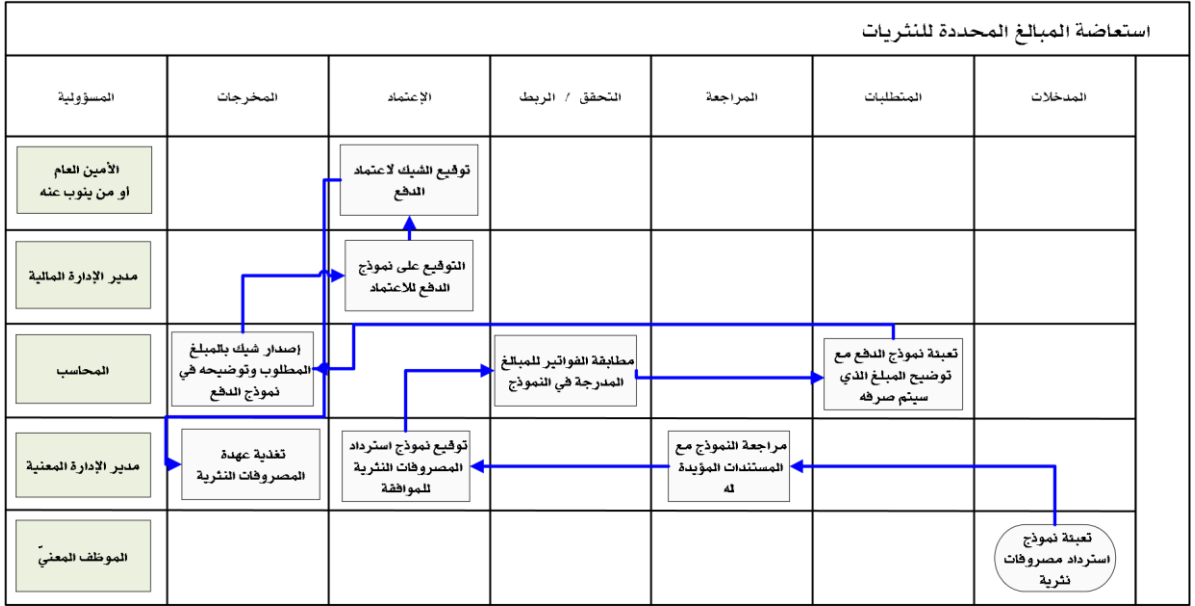 استعاضة المبالغ المحددة للنثريات
المدخلات
المتطلبات
المراجعة
التحقق / الربط
الإعتماد
المخرجات
المسؤولية
توقيع الشيك لاعتماد
الدفع
الأمين العام
او من ينوب عنه
التوقيع على نموذج
الدفع للاعتماد
مدير الإدارة المالية
تعبئة نموذج الدفع مع
توضيح المبلغ الذي
سيتم صرفه
مطابقة الفواتير للمبالغ
المدرجة في النموذج
إصدار شيك بالمبلغ
المطلوب وتوضيحه في
نموذج الدفع
المحاسب
مراجعة النموذج مع
المستندات المؤيدة
له
توقيع نموذج استرداد
المصروفات النثرية
للموافقة
تغذية عهدة
المصروفات النثرية
مدير الإدارة المعنية
تعبئة نموذج
استرداد مصروفات
نثرية
الموظف المعنيّ